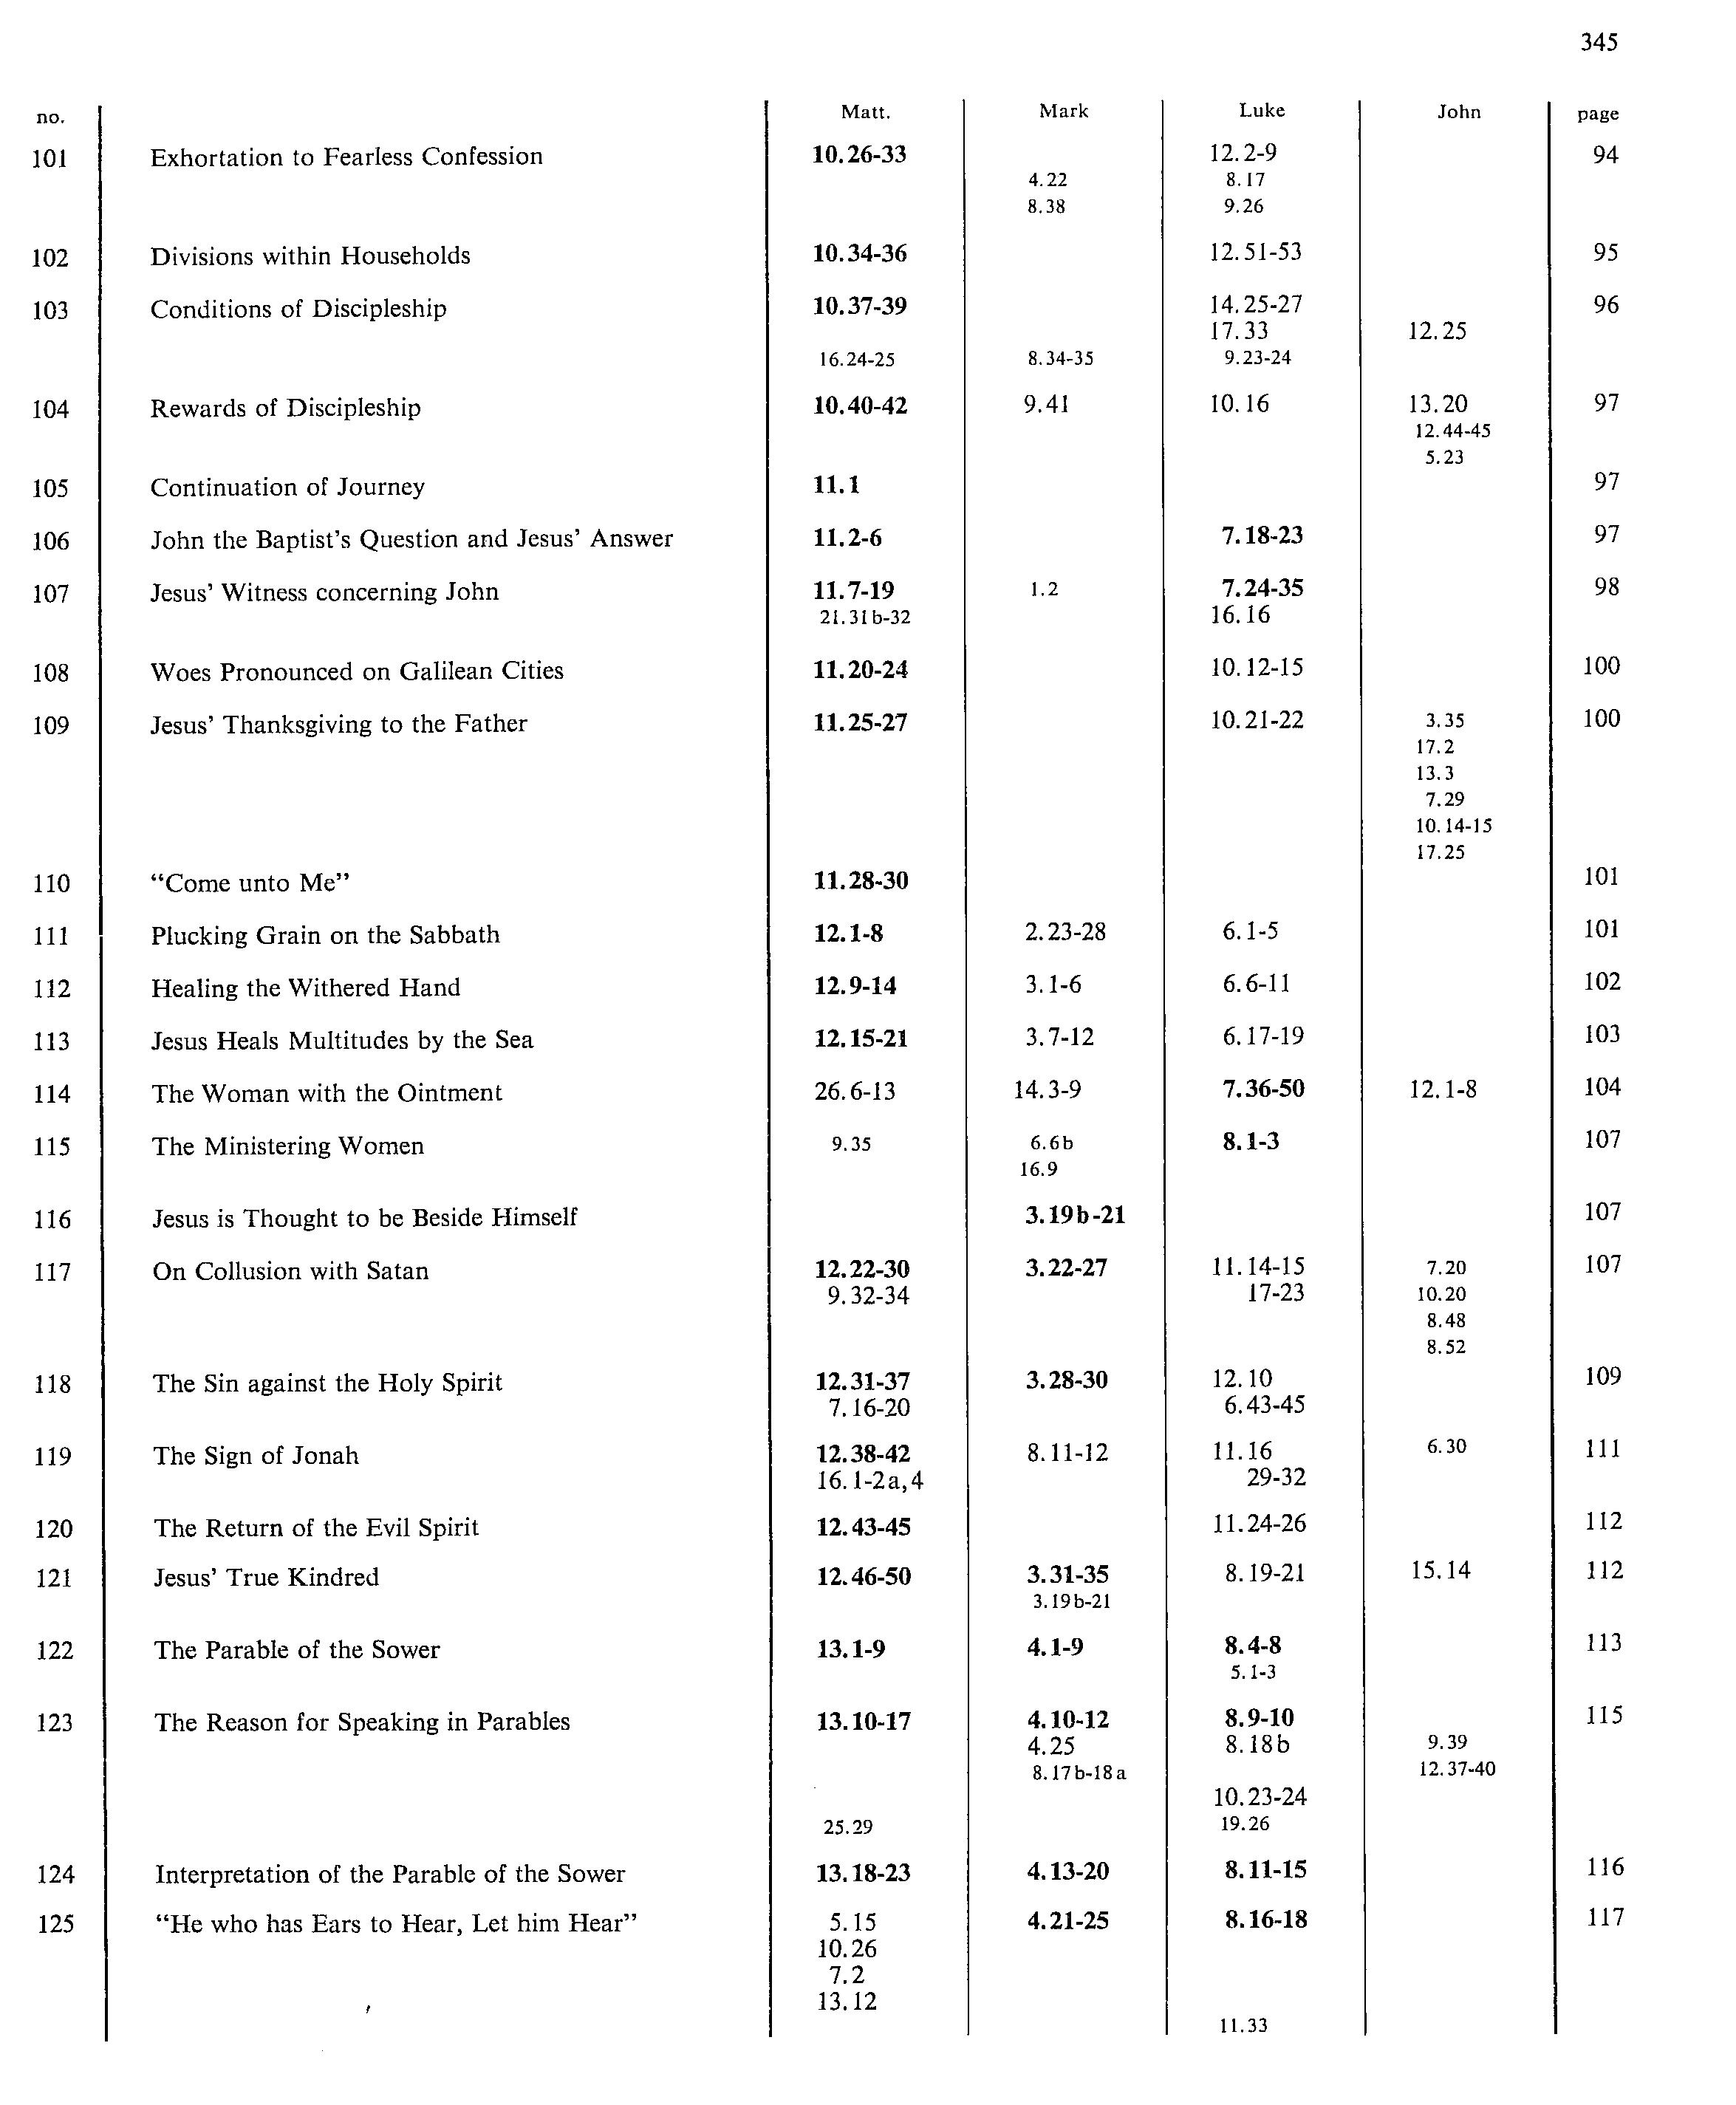 345
no. Matt. Mark Luke John page
101 Exhortation to Fearless Confession 10.26-33 12.2-9 94
4.22 8.17
8.38 9.26
102 Divisions within Households 10.34-36 12.51-53 95
103 Conditions of Discipleship 10.37-39 14.25-27 96
17.33 12.25
16.24-25 8.34-35 9.23-24
104 Rewards of Discipleship 10.40-42 9.41 10.16 13.20 97
12.44-45
5.23
105 Continuation of Journey 11.1 97
106 John the Baptist’s Question and Jesus’ Answer 11.2-6 7.18-23 97
107 Jesus’ Witness concerning John 11.7-19 1.2 7.24-35 98
21.31b-32 16.16
108 Woes Pronounced on Galilean Cities 11.20-24 10.12-15 100
109 Jesus’ Thanksgiving to the Father 11.25-27 10.21-22 3.35 100
17.2
13.3
7.29
10.14-15
17.25
110 “Come unto Me” 11.28-30 101
111 Plucking Grain on the Sabbath 12.1-8 2.23-28 6.1-5 101
112 Healing the Withered Hand 12.9-14 3.1-6 6.6-11 102
113 Jesus Heals Multitudes by the Sea 12.15-21 3.7-12 6.17-19 103
114 The Woman with the Ointment 26.6-13 14.3-9 7.36-50 12.1-8 104
115 The Ministering Women 9.35 6.6b 8.1-3 107
16.9
116 Jesus is Thought to be Beside Himself 3.19b-21 107
117 On Collusion with Satan 12.22-30 3.22-27 11.14-15 7.20 107
9.32-34 17-23 10.20
8.48
8.52
118 The Sin against the Holy Spirit 12.31-37 3.28-30 12.10 109
7.16-20 6.43-45
119 The Sign of Jonah 12.38-42 8.11-12 11.16 6.30 111
16.1-2a,4 29-32
120 The Return of the Evil Spirit 12.43-45 11.24-26 112
121 Jesus’ True Kindred 12.46-50 3.31-35 8.19-21 15.14 112
3.19b-21
122 The Parable of the Sower 13.1-9 4.1-9 8.4-8 113
5.1-3
123 The Reason for Speaking in Parables 13.10-17 4.10-12 8.9-10 115
4.25 8.18b 9.39
8.17b-18a 12.37-40
10.23-24
25.29 19.26
124 Interpretation of the Parable of the Sower 13.18-23 4.13-20 8.11-15 116
125 “He who has Ears to Hear, Let him Hear” 5.15 4.21-25 8.16-18 117
10.26
7.2
13.12
11.33